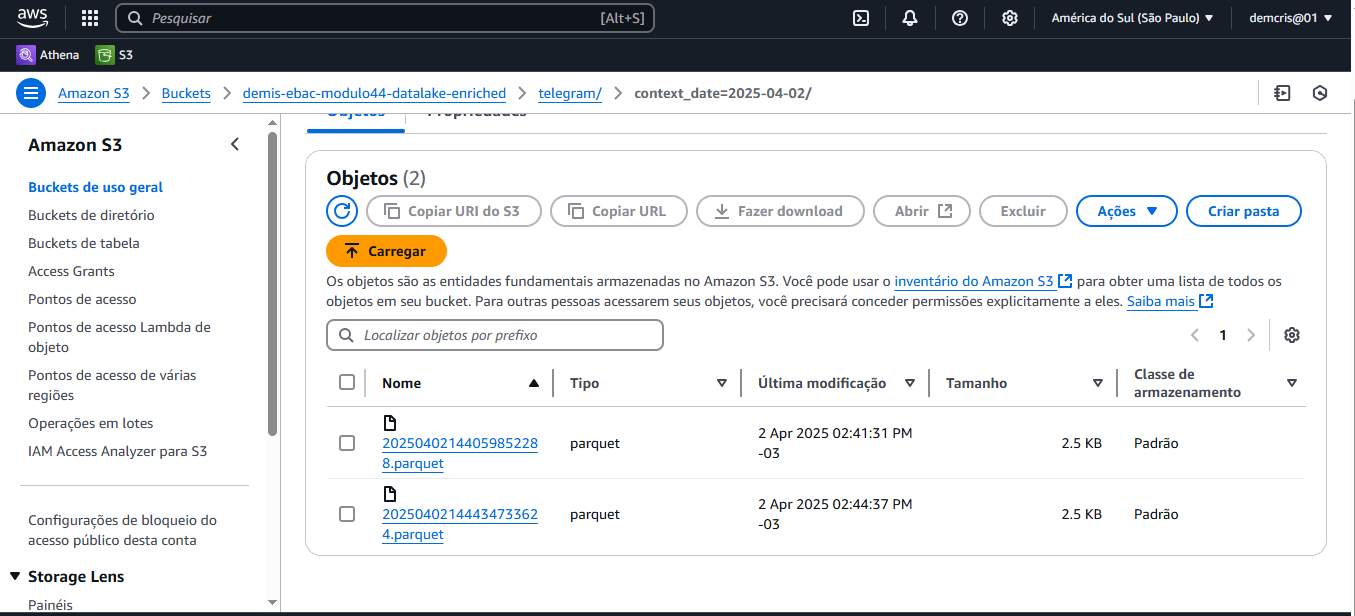 aws
Pesquisar
[Alt+S]
América do Sul (São Paulo) ▼
demcris@01 ▼
Athena
S3
Amazon S3 > Buckets > demis-ebac-modulo44-datalake-enriched > telegram/ > context_date=2025-04-02/
Amazon S3
Buckets de uso geral
Buckets de diretório
Buckets de tabela
Access Grants
Pontos de acesso
Pontos de acesso Lambda de
objeto
Pontos de acesso de várias
regiões
Operações em lotes
IAM Access Analyzer para S3
Configurações de bloqueio do
acesso público desta conta
▼ Storage Lens
Painéis
Objetos
Propriedades
Objetos (2)
Copiar URI do S3
Copiar URL
Fazer download
Abrir
Excluir
Ações ▼
Criar pasta
Carregar
Os objetos são as entidades fundamentais armazenadas no Amazon S3. Você pode usar o inventário do Amazon S3 para obter uma lista de todos os
objetos em seu bucket. Para outras pessoas acessarem seus objetos, você precisará conceder permissões explicitamente a eles. Saiba mais
Localizar objetos por prefixo
1
Nome
Tipo
Última modificação
Tamanho
Classe de
armazenamento
2025040214405985228
8.parquet
parquet
2 Apr 2025 02:41:31 PM
-03
2.5 KB
Padrão
2025040214443473362
4.parquet
parquet
2 Apr 2025 02:44:37 PM
-03
2.5 KB
Padrão